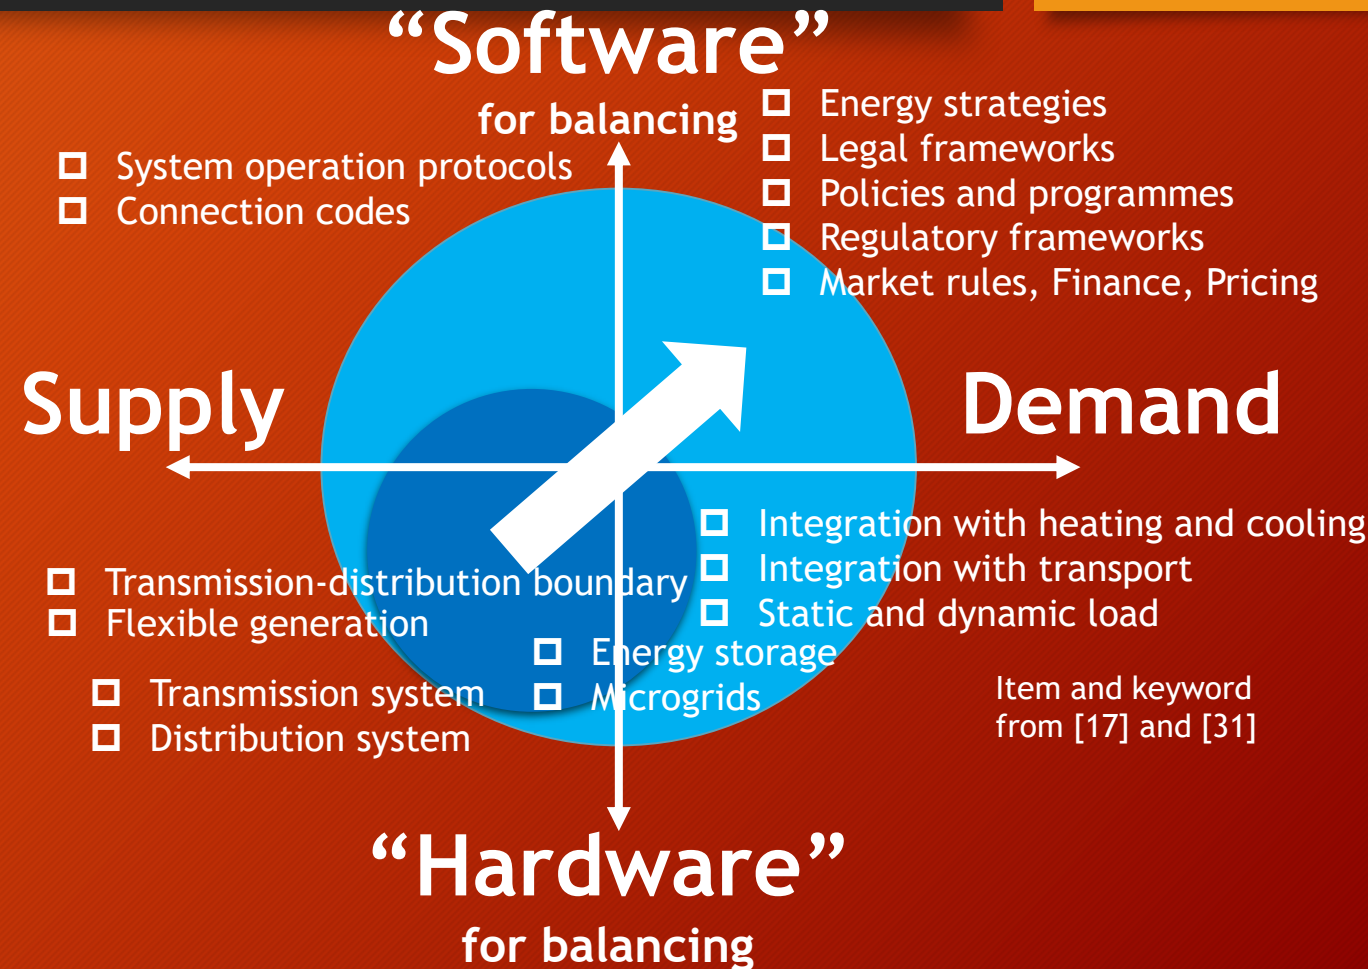 “Software”
for balancing
System operation protocols
Connection codes
Energy strategies
Legal frameworks
Policies and programmes
Regulatory frameworks
Market rules, Finance, Pricing
Supply
Demand
Transmission-distribution boundary
Flexible generation
Transmission system
Distribution system
Integration with heating and cooling
Integration with transport
Static and dynamic load
Energy storage
Microgrids
Item and keyword
from [17] and [31]
“Hardware”
for balancing